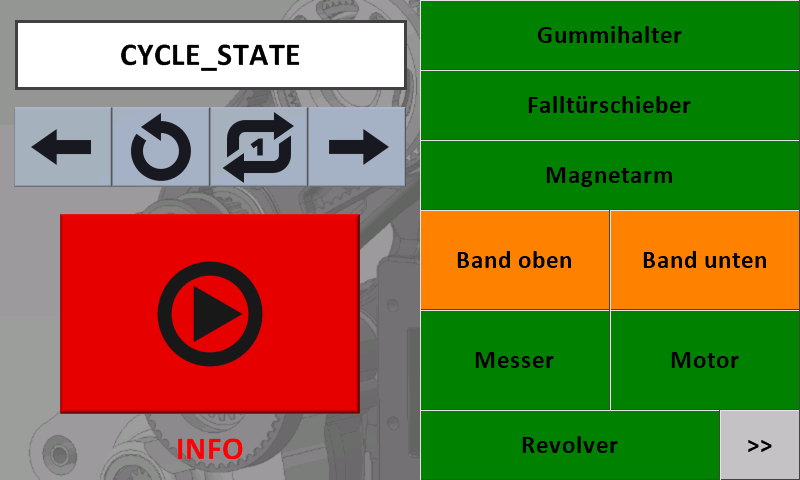 CYCLE_STATE
1
INFO
Gummihalter
Falltürschieber
Magnetarm
Band oben
Band unten
Messer
Motor
Revolver
>>